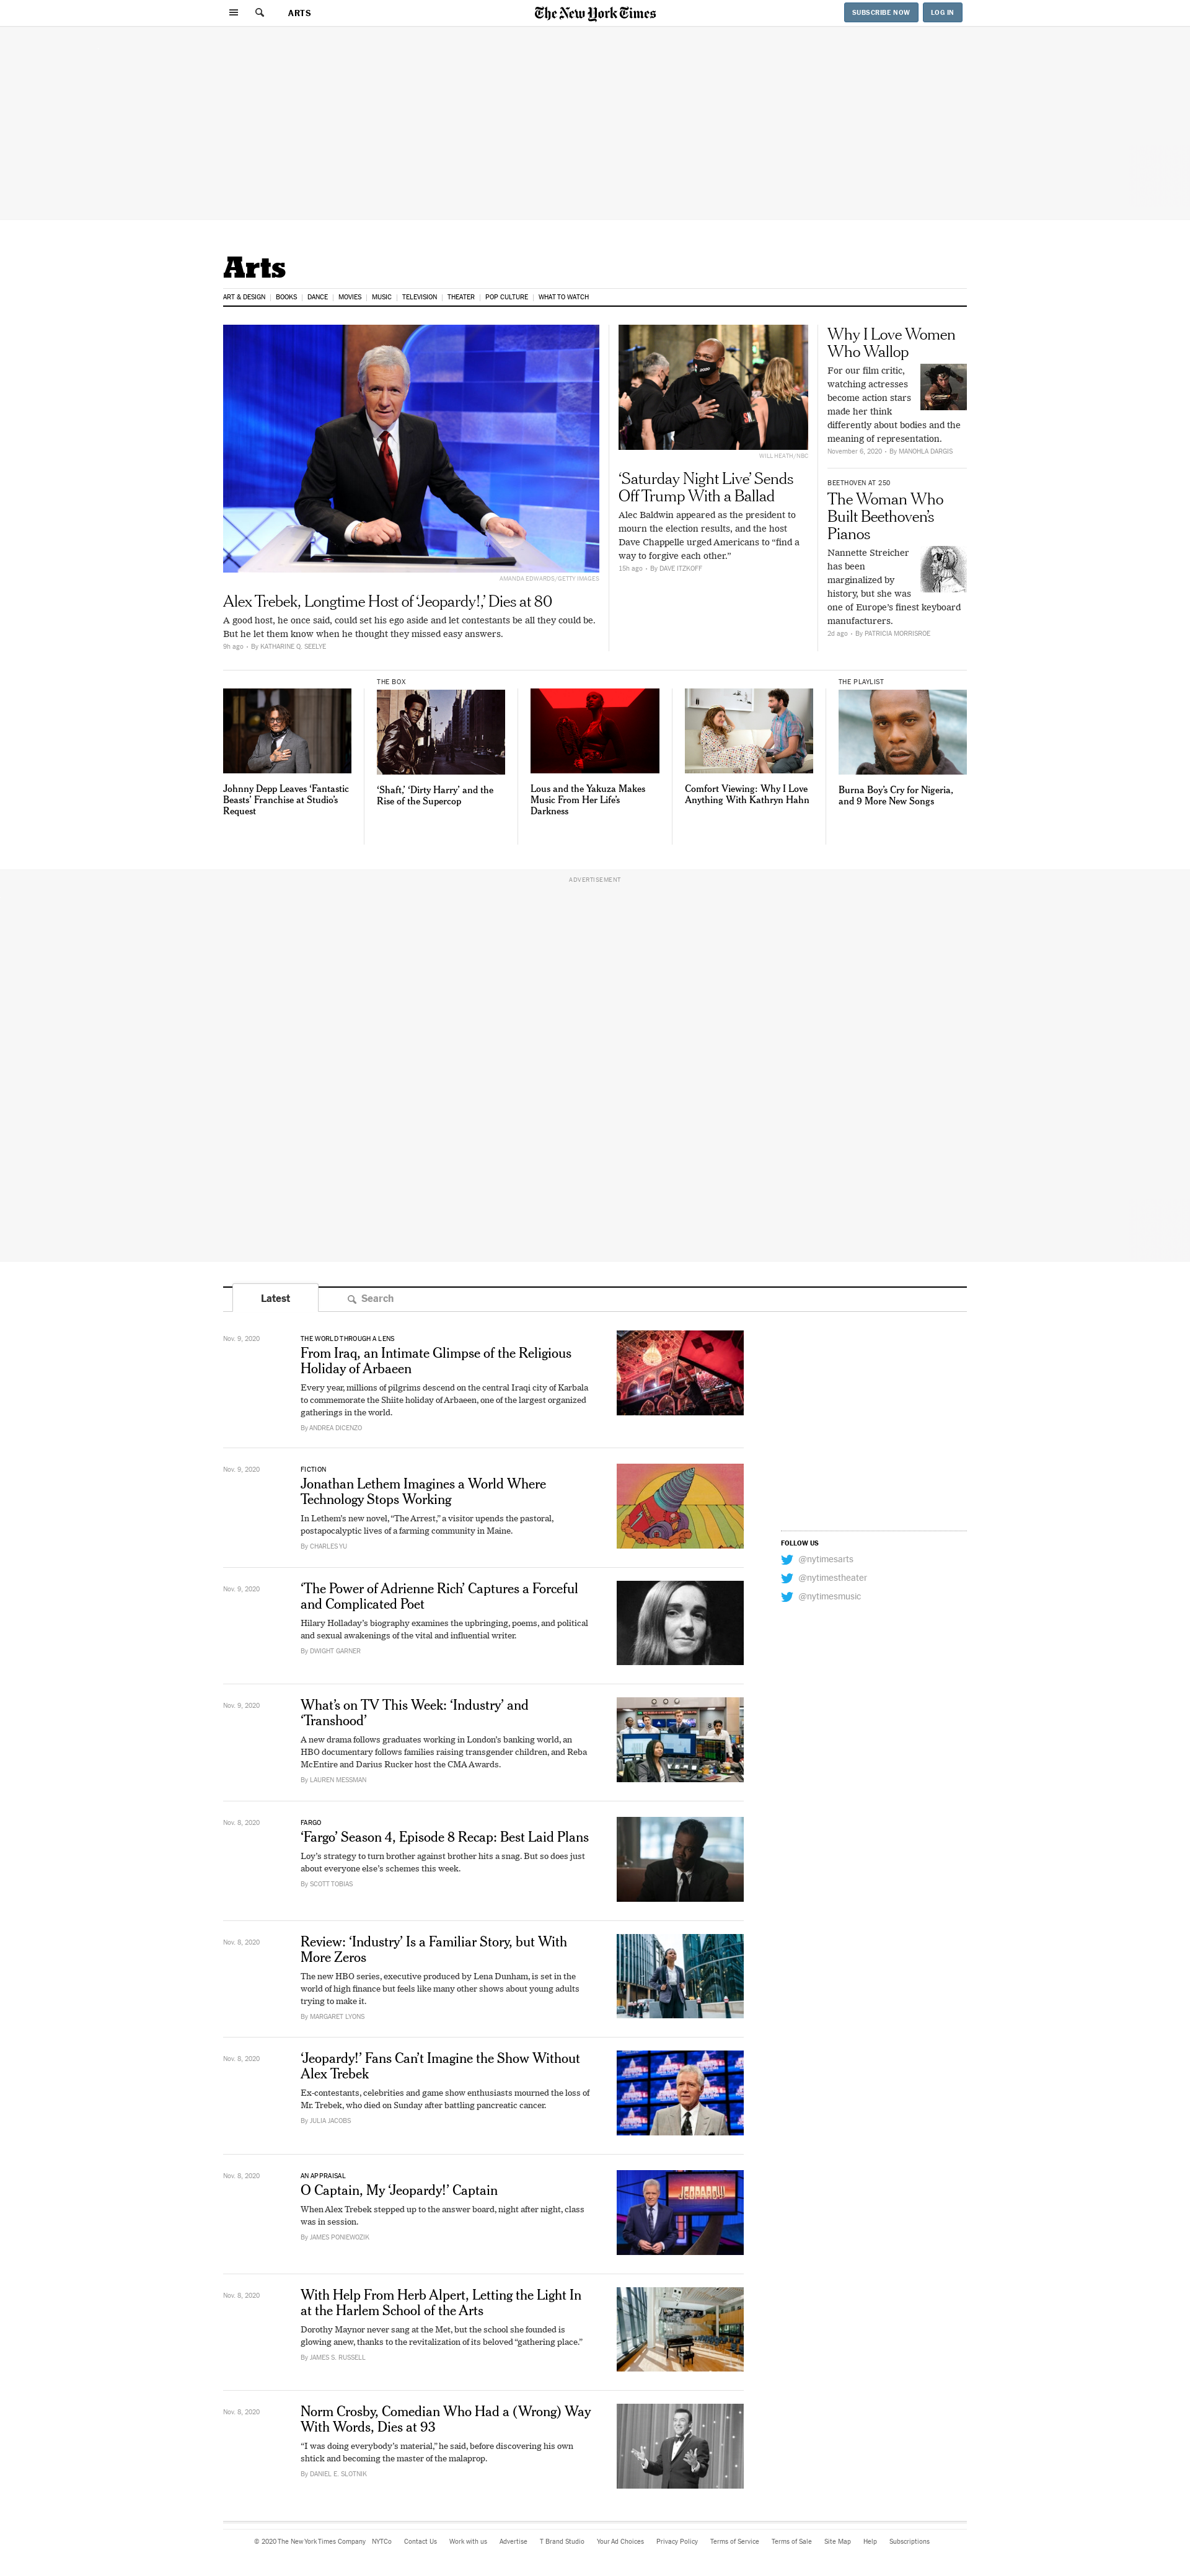 ARTS
The New York Times
SUBSCRIBE NOW
LOG IN
Arts
ART & DESIGN
BOOKS
DANCE
MOVIES
MUSIC
TELEVISION
THEATER
POP CULTURE
WHAT TO WATCH
AMANDA EDWARDS/GETTY IMAGES
Alex Trebek, Longtime Host of ‘Jeopardy!,’ Dies at 80
A good host, he once said, could set his ego aside and let contestants be all they could be.
But he let them know when he thought they missed easy answers.
9h ago • By KATHARINE Q. SEELYE
WILL HEATH/NBC
‘Saturday Night Live’ Sends
Off Trump With a Ballad
Alec Baldwin appeared as the president to
mourn the election results, and the host
Dave Chappelle urged Americans to “find a
way to forgive each other.”
15h ago • By DAVE ITZKOFF
Why I Love Women
Who Wallop
For our film critic,
watching actresses
become action stars
made her think
differently about bodies and the
meaning of representation.
November 6, 2020 • By MANOHLA DARGIS
BEETHOVEN AT 250
The Woman Who
Built Beethoven’s
Pianos
Nannette Streicher
has been
marginalized by
history, but she was
one of Europe’s finest keyboard
manufacturers.
2d ago • By PATRICIA MORRISROE
Johnny Depp Leaves ‘Fantastic
Beasts’ Franchise at Studio’s
Request
THE BOX
‘Shaft,’ ‘Dirty Harry’ and the
Rise of the Supercop
Lous and the Yakuza Makes
Music From Her Life’s
Darkness
Comfort Viewing: Why I Love
Anything With Kathryn Hahn
THE PLAYLIST
Burna Boy’s Cry for Nigeria,
and 9 More New Songs
ADVERTISEMENT
Latest
Search
Nov. 9, 2020
THE WORLD THROUGH A LENS
From Iraq, an Intimate Glimpse of the Religious
Holiday of Arbaeen
Every year, millions of pilgrims descend on the central Iraqi city of Karbala
to commemorate the Shiite holiday of Arbaeen, one of the largest organized
gatherings in the world.
By ANDREA DICENZO
Nov. 9, 2020
FICTION
Jonathan Lethem Imagines a World Where
Technology Stops Working
In Lethem’s new novel, “The Arrest,” a visitor upends the pastoral,
postapocalyptic lives of a farming community in Maine.
By CHARLES YU
Nov. 9, 2020
‘The Power of Adrienne Rich’ Captures a Forceful
and Complicated Poet
Hilary Holladay’s biography examines the upbringing, poems, and political
and sexual awakenings of the vital and influential writer.
By DWIGHT GARNER
Nov. 9, 2020
What’s on TV This Week: ‘Industry’ and
‘Transhood’
A new drama follows graduates working in London’s banking world, an
HBO documentary follows families raising transgender children, and Reba
McEntire and Darius Rucker host the CMA Awards.
By LAUREN MESSMAN
Nov. 8, 2020
FARGO
‘Fargo’ Season 4, Episode 8 Recap: Best Laid Plans
Loy’s strategy to turn brother against brother hits a snag. But so does just
about everyone else’s schemes this week.
By SCOTT TOBIAS
Nov. 8, 2020
Review: ‘Industry’ Is a Familiar Story, but With
More Zeros
The new HBO series, executive produced by Lena Dunham, is set in the
world of high finance but feels like many other shows about young adults
trying to make it.
By MARGARET LYONS
Nov. 8, 2020
‘Jeopardy!’ Fans Can’t Imagine the Show Without
Alex Trebek
Ex-contestants, celebrities and game show enthusiasts mourned the loss of
Mr. Trebek, who died on Sunday after battling pancreatic cancer.
By JULIA JACOBS
Nov. 8, 2020
AN APPRAISAL
O Captain, My ‘Jeopardy!’ Captain
When Alex Trebek stepped up to the answer board, night after night, class
was in session.
By JAMES PONIEWOZIK
JEOPARDY!
Nov. 8, 2020
With Help From Herb Alpert, Letting the Light In
at the Harlem School of the Arts
Dorothy Maynor never sang at the Met, but the school she founded is
glowing anew, thanks to the revitalization of its beloved “gathering place.”
By JAMES S. RUSSELL
Nov. 8, 2020
Norm Crosby, Comedian Who Had a (Wrong) Way
With Words, Dies at 93
“I was doing everybody’s material,” he said, before discovering his own
shtick and becoming the master of the malaprop.
By DANIEL E. SLOTNIK
FOLLOW US
@nytimesarts
@nytimestheater
@nytimesmusic
© 2020 The New York Times Company NYTCo Contact Us Work with us Advertise T Brand Studio Your Ad Choices Privacy Policy Terms of Service Terms of Sale Site Map Help Subscriptions